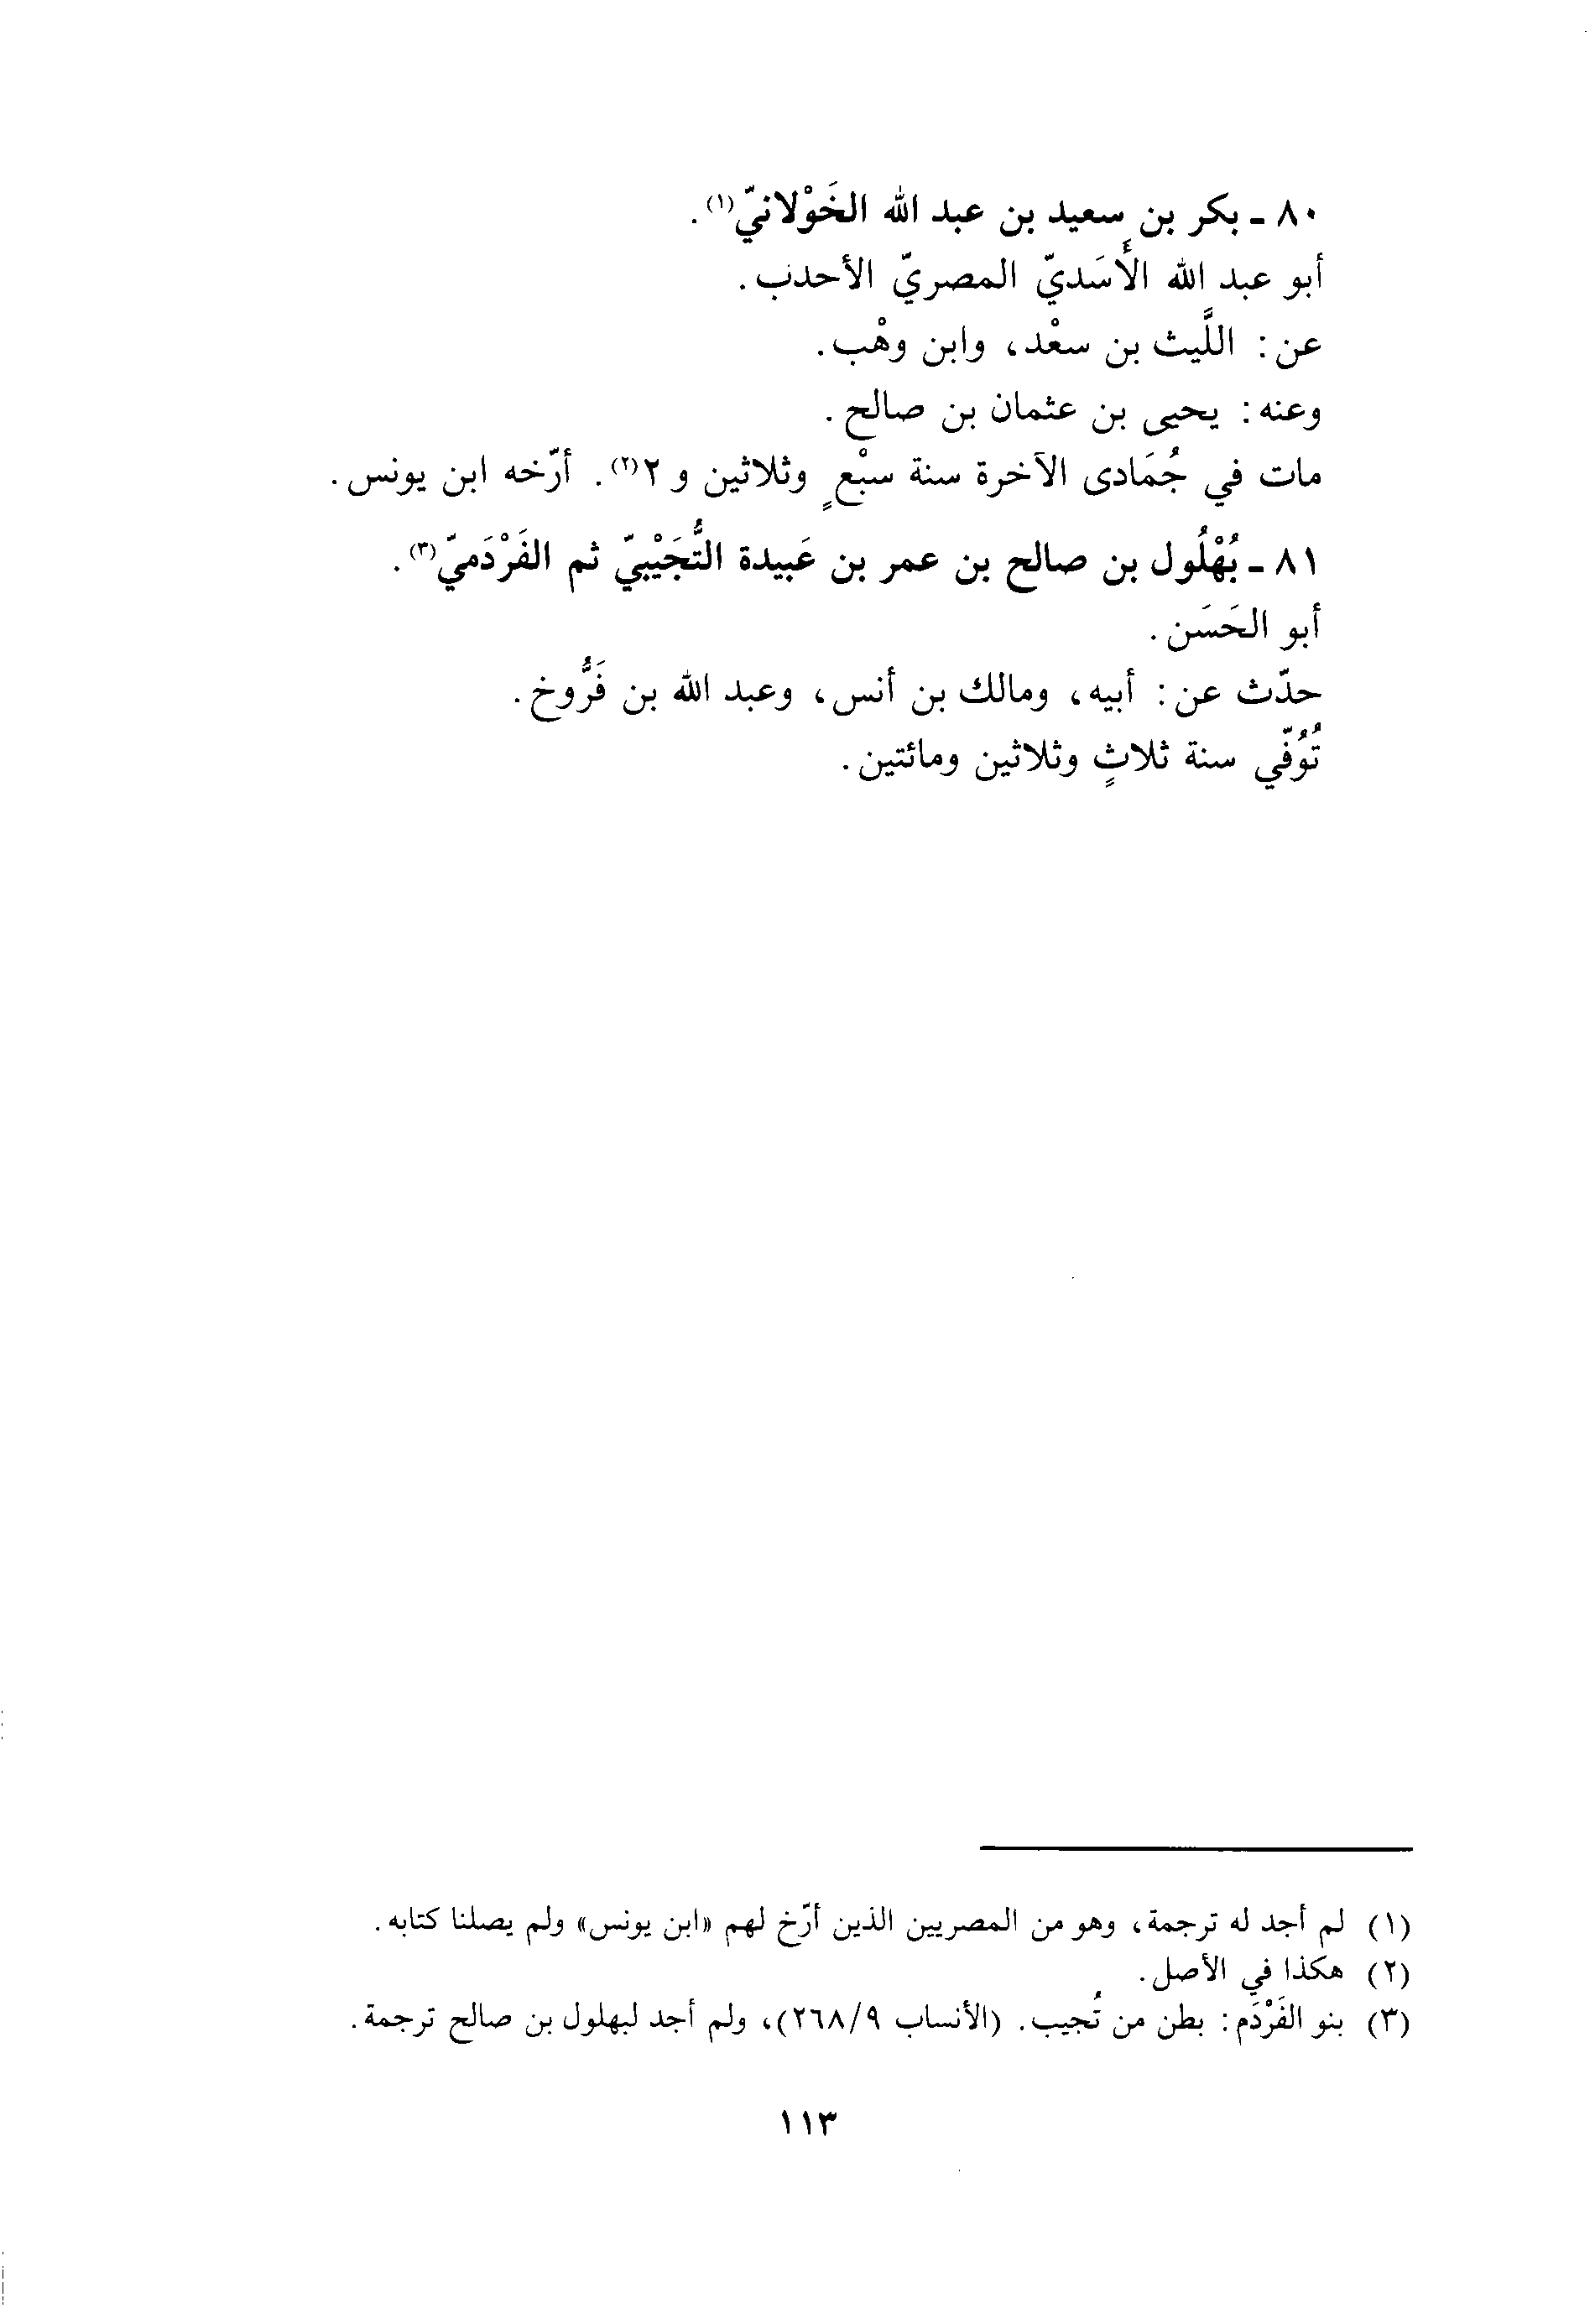 ٨٠ ـ بكر بن سعيد بن عبد الله الخَوْلانيّ(١).
أبو عبد الله الأَسَديّ المصريّ الأحدب.
عن: اللَّيث بن سعْد، وابن وهْب.
وعنه: يحيى بن عثمان بن صالح.
مات في جُمَادى الآخرة سنة سبْعٍ وثلاثين و ٢(٢). أرّخه ابن يونس.
٨١ ـ بُهْلُول بن صالح بن عمر بن عَبيدة التُّجَيْبيّ ثم الفَرْدَميّ(٣).
أبو الحَسَن.
حدّث عن: أبيه، ومالك بن أنس، وعبد الله بن فَرُّوخ.
تُوُفّي سنة ثلاثٍ وثلاثين ومائتين.
(١) لم أجد له ترجمة، وهو من المصريين الذين أرّخ لهم «ابن يونس» ولم يصلنا كتابه.
(٢) هكذا في الأصل.
(٣) بنو الفَرْدَم: بطن من تُجيب. (الأنساب ٢٦٨/٩)، ولم أجد لبهلول بن صالح ترجمة.
١١٣